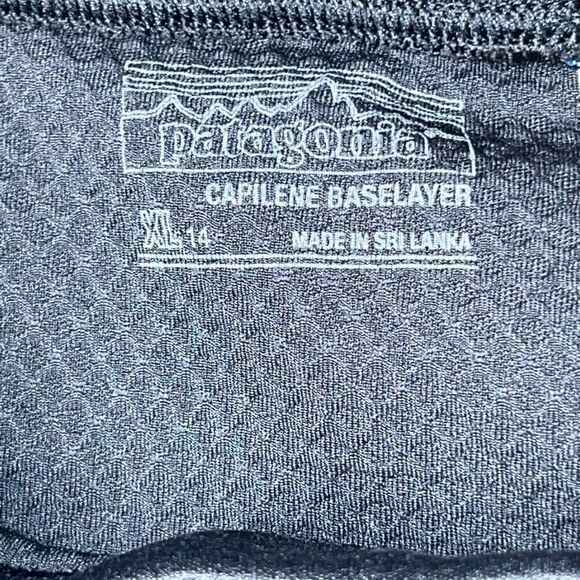 patagonia
CAPILENE BASELAYER
XL 14
MADE IN SRI LANKA